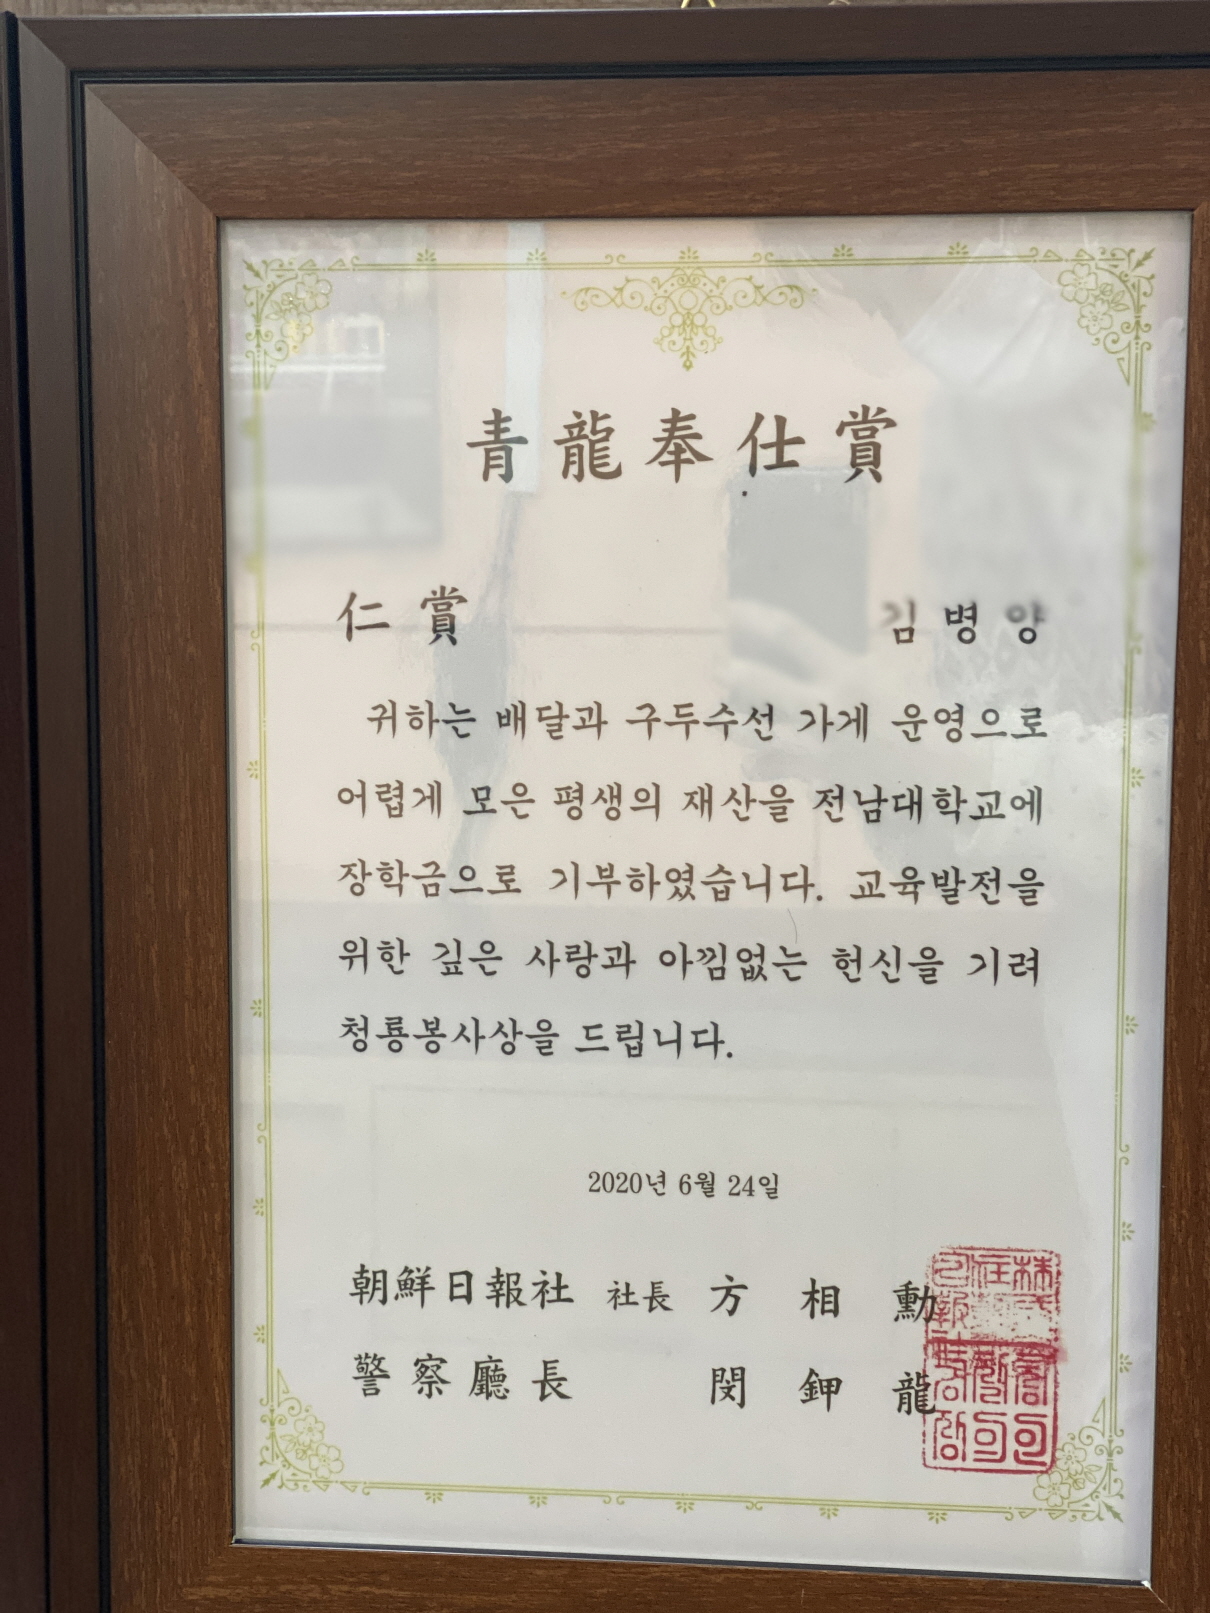 青龍奉仕賞
仁賞 김병양
귀하는 배달과 구두수선 가게 운영으로
어렵게 모은 평생의 재산을 전남대학교에
장학금으로 기부하였습니다. 교육발전을
위한 깊은 사랑과 아낌없는 헌신을 기려
청룡봉사상을 드립니다.
2020년 6월 24일
朝鮮日報社 社長 方相勳
警察廳長 閔鉀龍